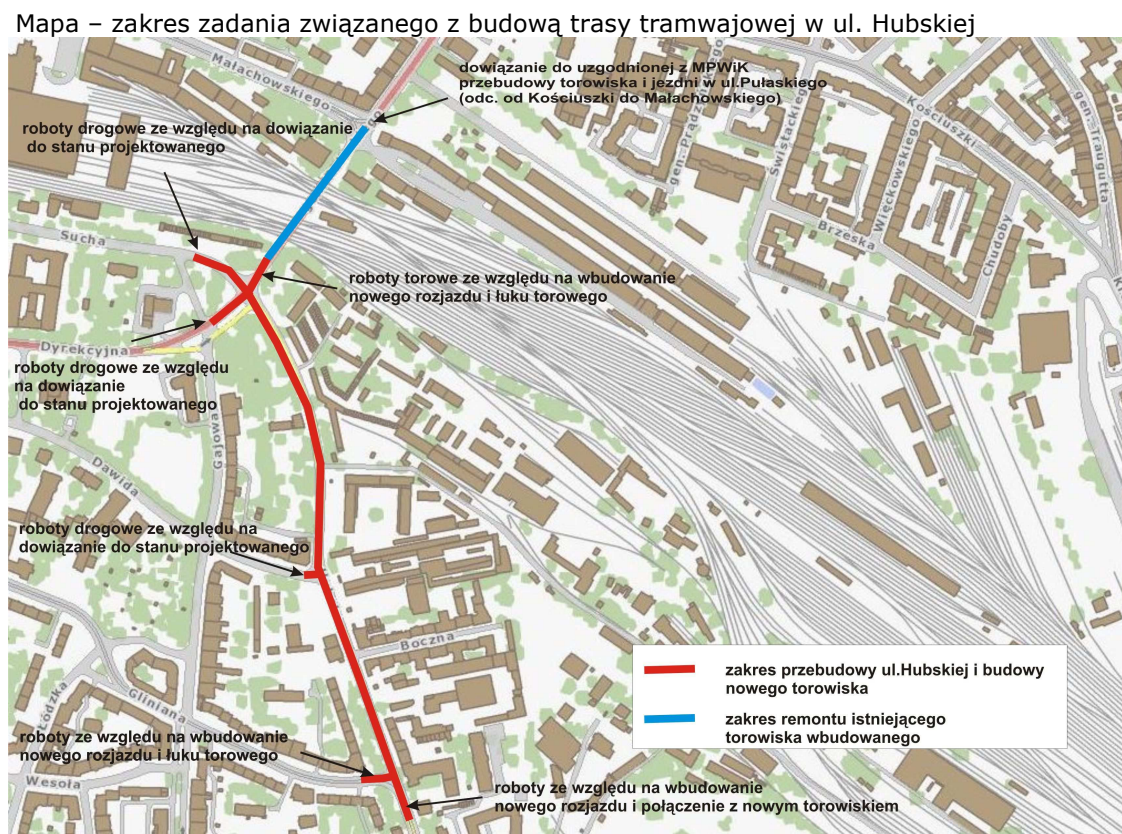 Mapa – zakres zadania związanego z budową trasy tramwajowej w ul. Hubskiej
dowiązanie do uzgodnionej z MPWiK
przebudowy torowiska i jezdni w ul.Pułaskiego
(odc. od Kościuszki do Małachowskiego)
Małachowskiego
roboty drogowe ze względu na dowiązanie
do stanu projektowanego
gen. Prądzyńskiego
Świstackiego
Więckowskiego
Kościuszki
gen. Traugutta
Brzeska
Chudoby
Sucha
roboty torowe ze względu na wbudowanie
nowego rozjazdu i łuku torowego
Dyrekcyjna
roboty drogowe ze względu
na dowiązanie
do stanu projektowanego
Gajowa
Dawida
roboty drogowe ze względu na
dowiązanie do stanu projektowanego
Boczna
zakres przebudowy ul.Hubskiej i budowy
nowego torowiska
zakres remontu istniejącego
torowiska wbudowanego
Gliniana
roboty ze względu na wbudowanie
nowego rozjazdu i łuku torowego
Wesoła
roboty ze względu na wbudowanie
nowego rozjazdu i połączenie z nowym torowiskiem